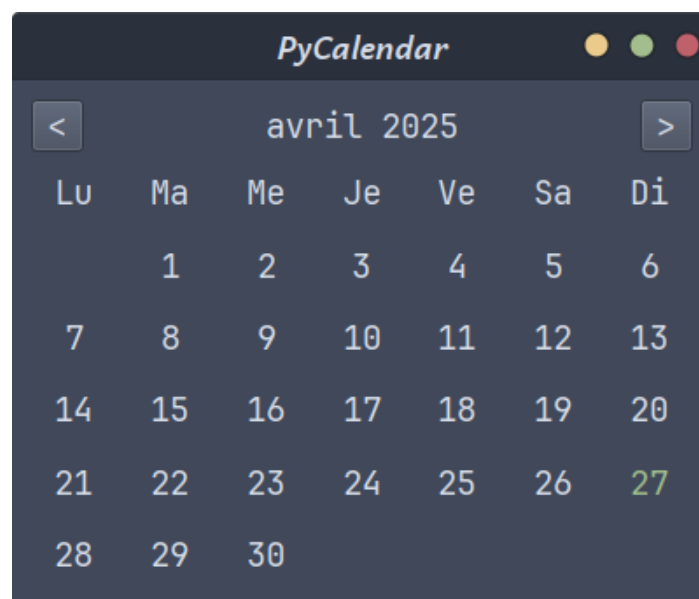 PyCalendar
< avril 2025 >
Lu Ma Me Je Ve Sa Di
1 2 3 4 5 6
7 8 9 10 11 12 13
14 15 16 17 18 19 20
21 22 23 24 25 26 27
28 29 30